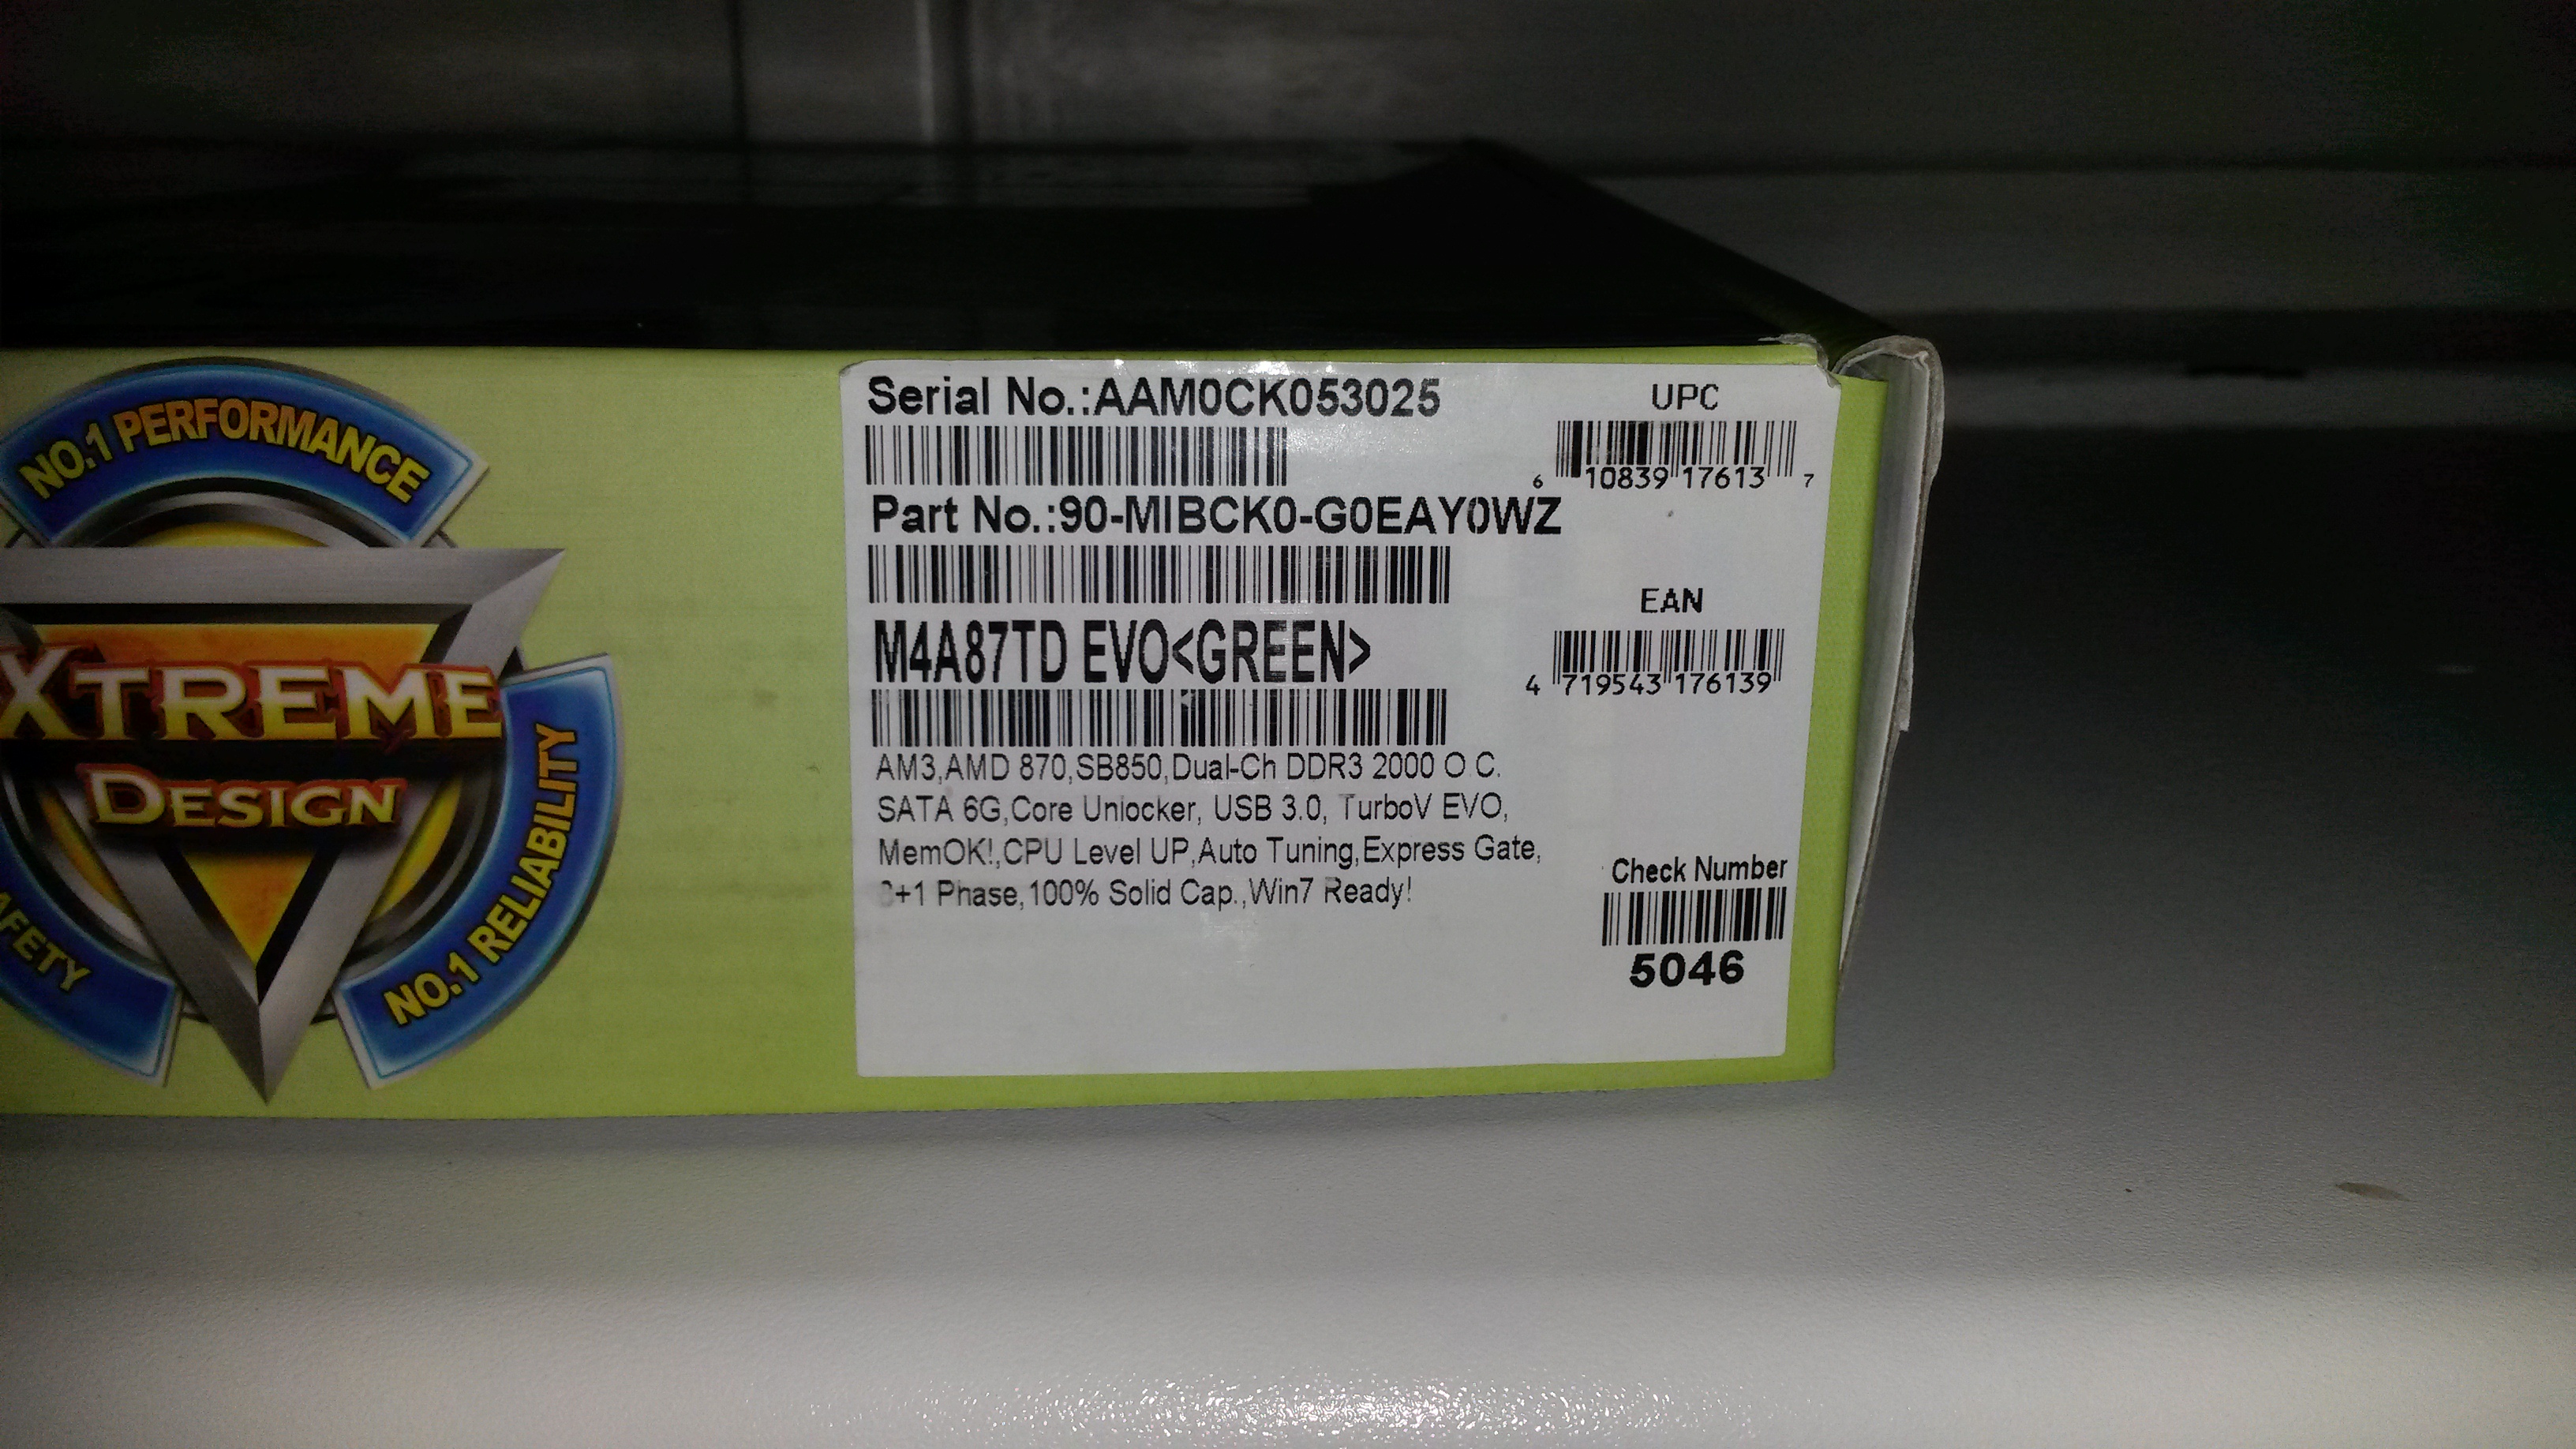 NO.1 PERFORMANCE
XTREME
DESIGN
NO.1 RELIABILITY
Serial No.:AAM0CK053025
UPC
6 10839 17613 7
Part No.:90-MIBCK0-G0EAY0WZ
EAN
4 719543 176139
M4A87TD EVO<GREEN>
AM3,AMD 870,SB850,Dual-Ch DDR3 2000 O.C.
SATA 6G,Core Unlocker, USB 3.0, TurboV EVO,
MemOK!,CPU Level UP,Auto Tuning,Express Gate,
Phase,100% Solid Cap.,Win7 Ready!
Check Number
5046